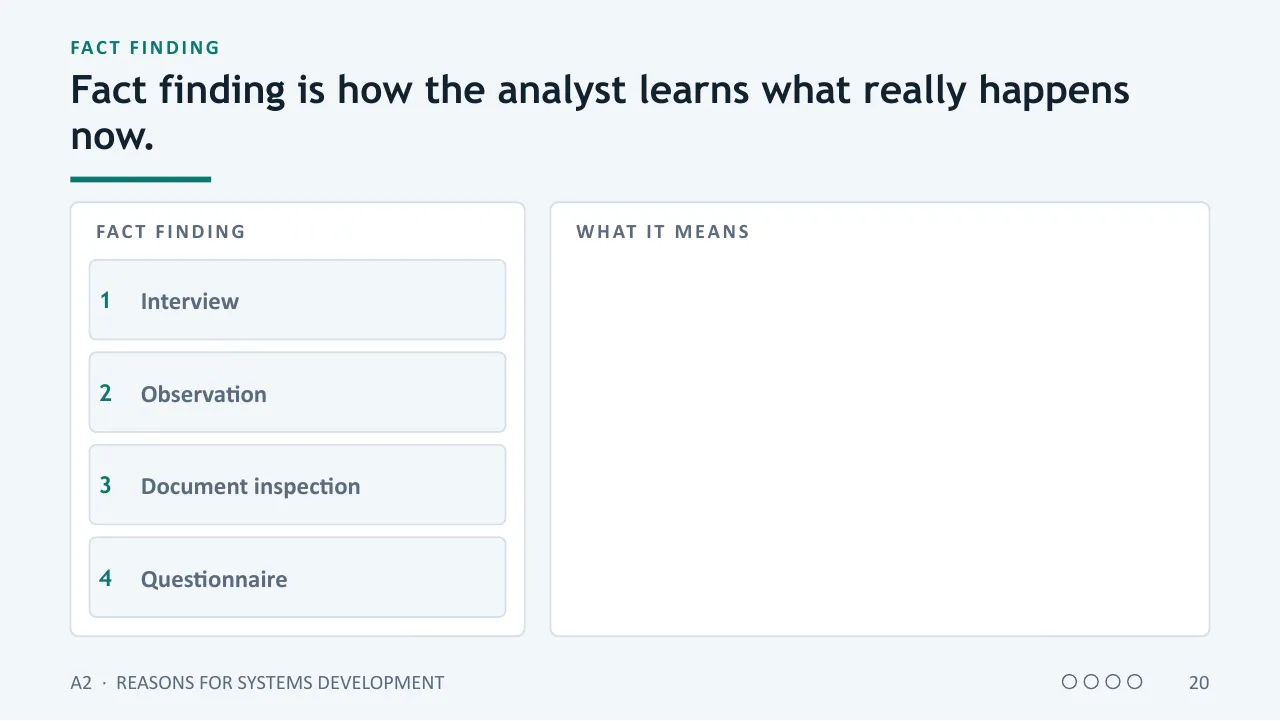 FACT FINDING
Fact finding is how the analyst learns what really happens
now.
FACT FINDING
1 Interview
2 Observation
3 Document inspection
4 Questionnaire
WHAT IT MEANS
A2 · REASONS FOR SYSTEMS DEVELOPMENT
20